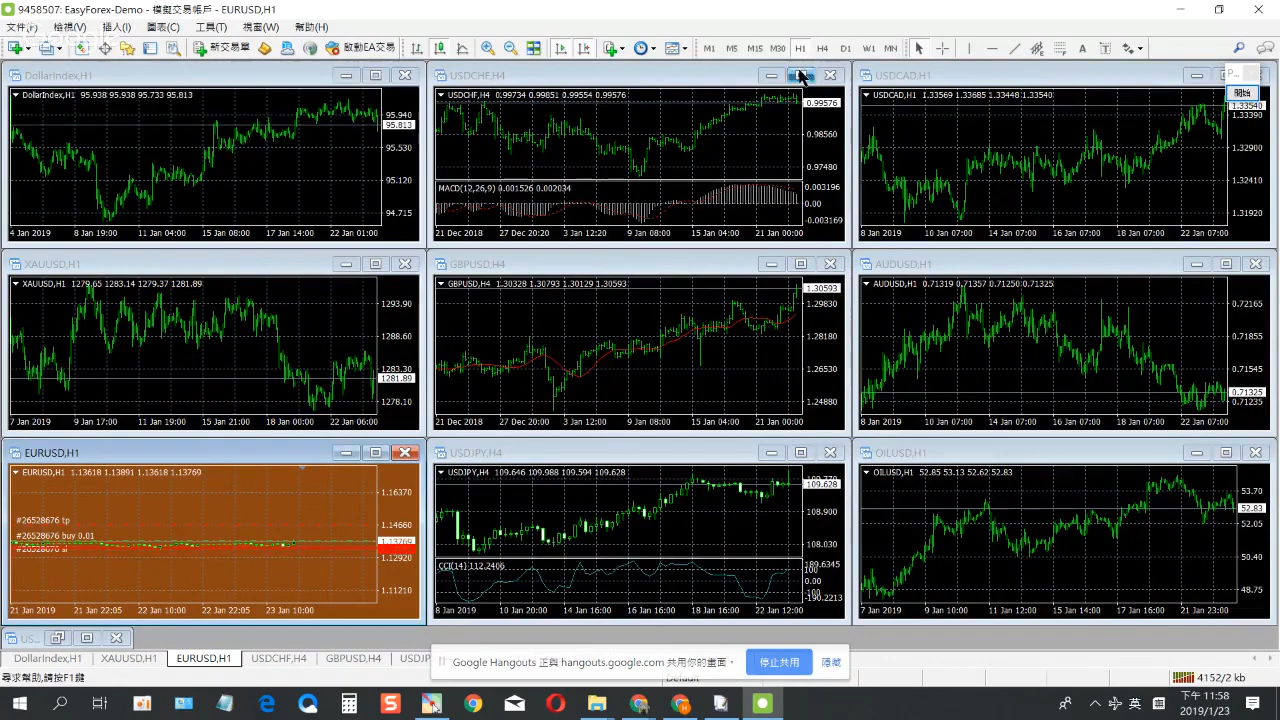 9458507: EasyForex-Demo - 模擬交易帳戶 - EURUSD,H1
文件(F) 檢視(V) 插入(I) 圖表(C) 工具(T) 視窗(W) 幫助(H)
新交易單 啟動EA交易 M1 M5 M15 M30 H1 H4 D1 W1 MN
DollarIndex,H1
DollarIndex,H1 95.938 95.938 95.733 95.813
95.940
95.813
95.530
95.120
94.715
4 Jan 2019 9 Jan 07:00 11 Jan 04:00 15 Jan 08:00 17 Jan 14:00 22 Jan 01:00
USDCHF,H4
USDCHF,H4 0.99734 0.99851 0.99554 0.99576
0.99576
0.98560
0.97480
MACD(12,26,9) 0.001526 0.002034
0.003196
0.00
-0.003169
21 Dec 2018 27 Dec 20:20 3 Jan 12:00 9 Jan 08:00 15 Jan 04:00 21 Jan 00:00
USDCAD,H1
開始
USDCAD,H1 1.33569 1.33685 1.33448 1.33540
1.33540
1.33390
1.32900
1.32410
1.31920
8 Jan 2019 10 Jan 07:00 14 Jan 07:00 16 Jan 07:00 18 Jan 07:00 22 Jan 07:00
XAUUSD,H1
XAUUSD,H1 1279.65 1283.14 1279.37 1281.89
1293.90
1288.60
1283.30
1281.89
1278.10
7 Jan 2019 9 Jan 17:00 11 Jan 19:00 15 Jan 23:00 18 Jan 02:00 22 Jan 06:00
GBPUSD,H4
GBPUSD,H4 1.30328 1.30793 1.30129 1.30593
1.30593
1.29830
1.28180
1.26530
1.24880
21 Dec 2018 27 Dec 20:00 3 Jan 12:00 9 Jan 08:00 15 Jan 04:00 21 Jan 00:00
AUDUSD,H1
AUDUSD,H1 0.71319 0.71357 0.71250 0.71325
0.72165
0.71855
0.71545
0.71325
0.71235
8 Jan 2019 10 Jan 07:00 14 Jan 07:00 16 Jan 07:00 18 Jan 07:00 22 Jan 07:00
EURUSD,H1
EURUSD,H1 1.13618 1.13891 1.13618 1.13769
1.16370
1.14660
1.13769
1.12920
1.11210
#26528676 tp
#26528676 buy 0.01
#26528676 sl
21 Jan 2019 21 Jan 22:05 22 Jan 10:00 22 Jan 22:05 23 Jan 10:00
USDJPY,H4
USDJPY,H4 109.646 109.988 109.594 109.628
109.628
108.900
108.030
CCI(14) 112.2406
189.6345
100
0.00
-190.2213
8 Jan 2019 10 Jan 20:00 14 Jan 16:00 16 Jan 16:00 18 Jan 16:00 22 Jan 12:00
OILUSD,H1
OILUSD,H1 52.85 53.13 52.62 52.83
53.70
52.83
50.40
48.75
7 Jan 2019 9 Jan 10:00 11 Jan 12:00 15 Jan 14:00 17 Jan 16:00 21 Jan 23:00
US...
DollarIndex,H1 XAUUSD,H1 EURUSD,H1 USDCHF,H4 GBPUSD,H4 USDJP
Google Hangouts 正與 hangouts.google.com 共用你的畫面。 停止共用 隱藏
尋求幫助,請按F1鍵 Default 4152/2 kb
下午 11:58
2019/1/23